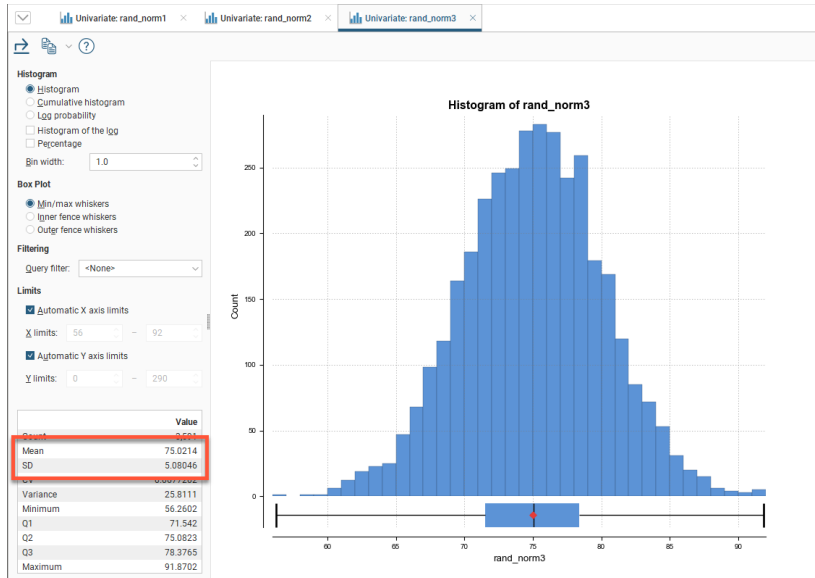 Univariate: rand_norm1 × Univariate: rand_norm2 × Univariate: rand_norm3 ×
Histogram
Histogram
Cumulative histogram
Log probability
Histogram of the log
Percentage
Bin width: 1.0
Box Plot
Min/max whiskers
Inner fence whiskers
Outer fence whiskers
Filtering
Query filter: <None>
Limits
Automatic X axis limits
X limits: 56 – 92
Automatic Y axis limits
Y limits: 0 – 290
Value
Mean 75.0214
SD 5.08046
Variance 25.8111
Minimum 56.2602
Q1 71.542
Q2 75.0823
Q3 78.3765
Maximum 91.8702
Histogram of rand_norm3
Count
250
200
150
100
50
0
60 65 70 75 80 85 90
rand_norm3